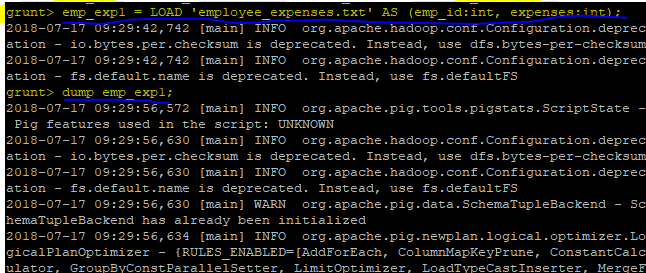 grunt> emp_expl = LOAD 'employee_expenses.txt' AS (emp_id:int, expenses:int);
2018-07-17 09:29:42,742 [main] INFO  org.apache.hadoop.conf.Configuration.deprec
ation - io.bytes.per.checksum is deprecated. Instead, use dfs.bytes-per-checksum
2018-07-17 09:29:42,742 [main] INFO  org.apache.hadoop.conf.Configuration.deprec
ation - fs.default.name is deprecated. Instead, use fs.defaultFS
grunt> dump emp_expl;
2018-07-17 09:29:56,572 [main] INFO  org.apache.pig.tools.pigstats.ScriptState -
Pig features used in the script: UNKNOWN
2018-07-17 09:29:56,630 [main] INFO  org.apache.hadoop.conf.Configuration.deprec
ation - io.bytes.per.checksum is deprecated. Instead, use dfs.bytes-per-checksum
2018-07-17 09:29:56,630 [main] INFO  org.apache.hadoop.conf.Configuration.deprec
ation - fs.default.name is deprecated. Instead, use fs.defaultFS
2018-07-17 09:29:56,630 [main] WARN  org.apache.pig.data.SchemaTupleBackend - Sc
hemaTupleBackend has already been initialized
2018-07-17 09:29:56,634 [main] INFO  org.apache.pig.newplan.logical.optimizer.Lo
gicalPlanOptimizer - {RULES_ENABLED=[AddForEach, ColumnMapKeyPrune, ConstantCalc
ulator, GroupByConstParallelSetter, LimitOptimizer, LoadTypeCastInserter, MergeF